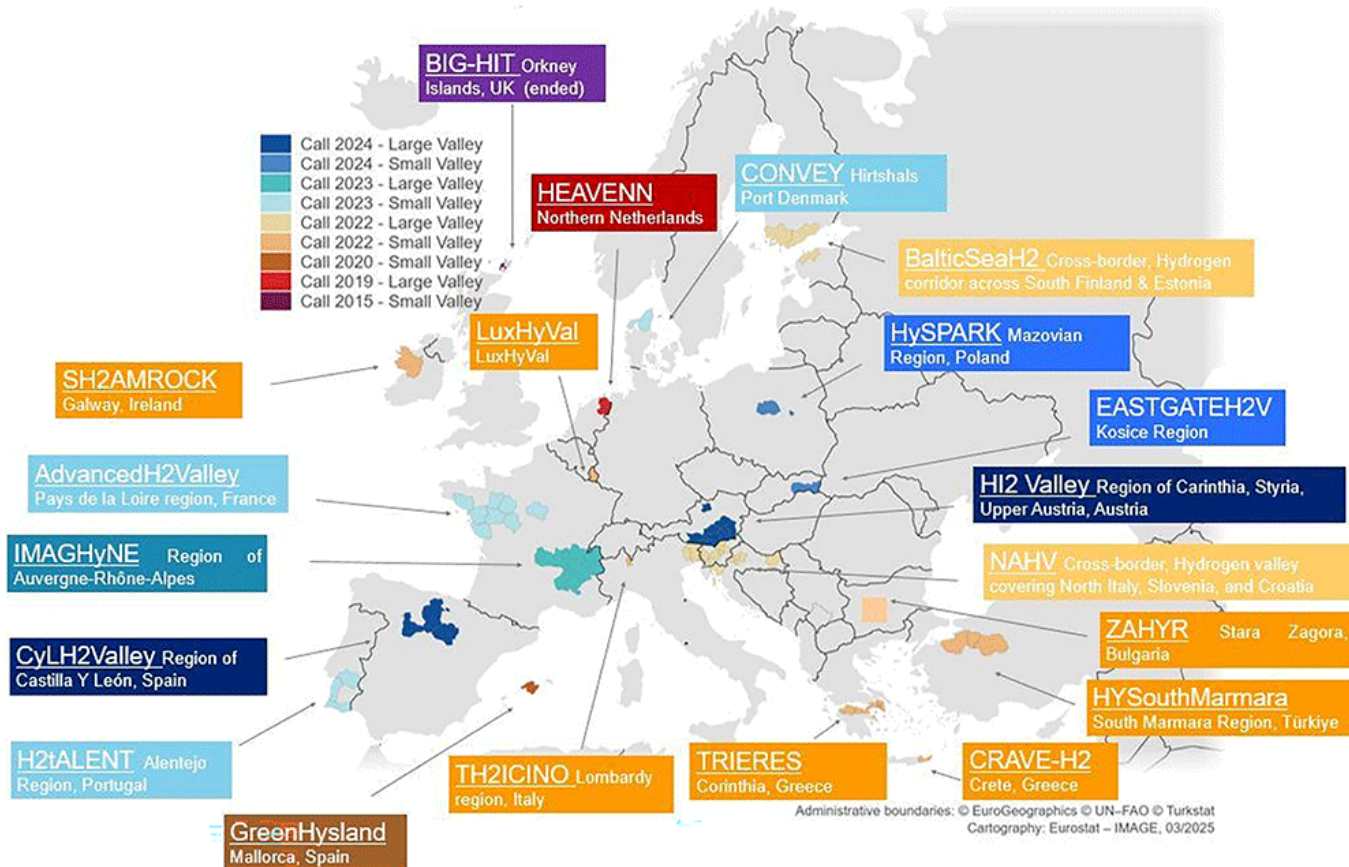 BIG-HIT Orkney
Islands, UK (ended)
Call 2024 - Large Valley
Call 2024 - Small Valley
Call 2023 - Large Valley
Call 2023 - Small Valley
Call 2022 - Large Valley
Call 2022 - Small Valley
Call 2020 - Small Valley
Call 2019 - Large Valley
Call 2015 - Small Valley
HEAVENN
Northern Netherlands
CONVEY Hirtshals
Port Denmark
BalticSeaH2 Cross-border, Hydrogen
corridor across South Finland & Estonia
LuxHyVal
LuxHyVal
HySPARK Mazovian
Region, Poland
SH2AMROCK
Galway, Ireland
EASTGATEH2V
Kosice Region
AdvancedH2Valley
Pays de la Loire region, France
HI2 Valley Region of Carinthia, Styria,
Upper Austria, Austria
IMAGHyNE Region of
Auvergne-Rhône-Alpes
NAHV Cross-border, Hydrogen valley
covering North Italy, Slovenia, and Croatia
ZAHYR Stara Zagora,
Bulgaria
CyLH2Valley Region of
Castilla Y León, Spain
HYSouthMarmara
South Marmara Region, Türkiye
H2tALENT Alentejo
Region, Portugal
TH2ICINO Lombardy
region, Italy
TRIERES
Corinthia, Greece
CRAVE-H2
Crete, Greece
GreenHysland
Mallorca, Spain
Administrative boundaries: © EuroGeographics © UN–FAO © Turkstat
Cartography: Eurostat – IMAGE, 03/2025